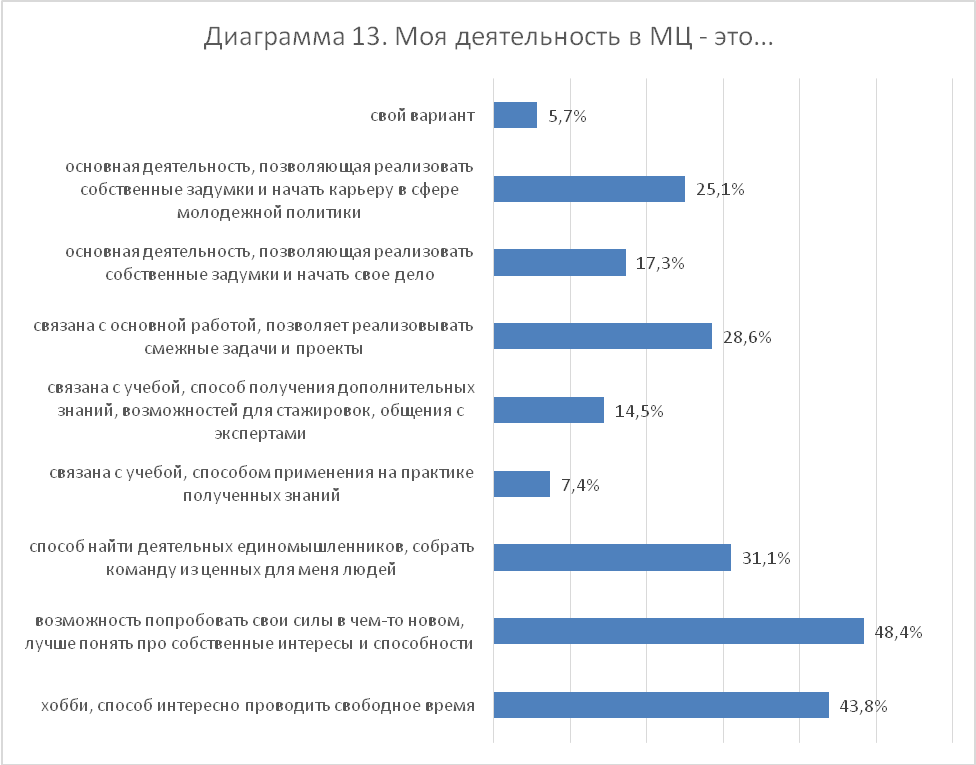 Диаграмма 13. Моя деятельность в МЦ - это...
свой вариант
5,7%
основная деятельность, позволяющая реализовать
собственные задумки и начать карьеру в сфере
молодежной политики
25,1%
основная деятельность, позволяющая реализовать
собственные задумки и начать свое дело
17,3%
связана с основной работой, позволяет реализовывать
смежные задачи и проекты
28,6%
связана с учебой, способ получения дополнительных
знаний, возможностей для стажировок, общения с
экспертами
14,5%
связана с учебой, способом применения на практике
полученных знаний
7,4%
способ найти деятельных единомышленников, собрать
команду из ценных для меня людей
31,1%
возможность попробовать свои силы в чем-то новом,
лучше понять про собственные интересы и способности
48,4%
хобби, способ интересно проводить свободное время
43,8%